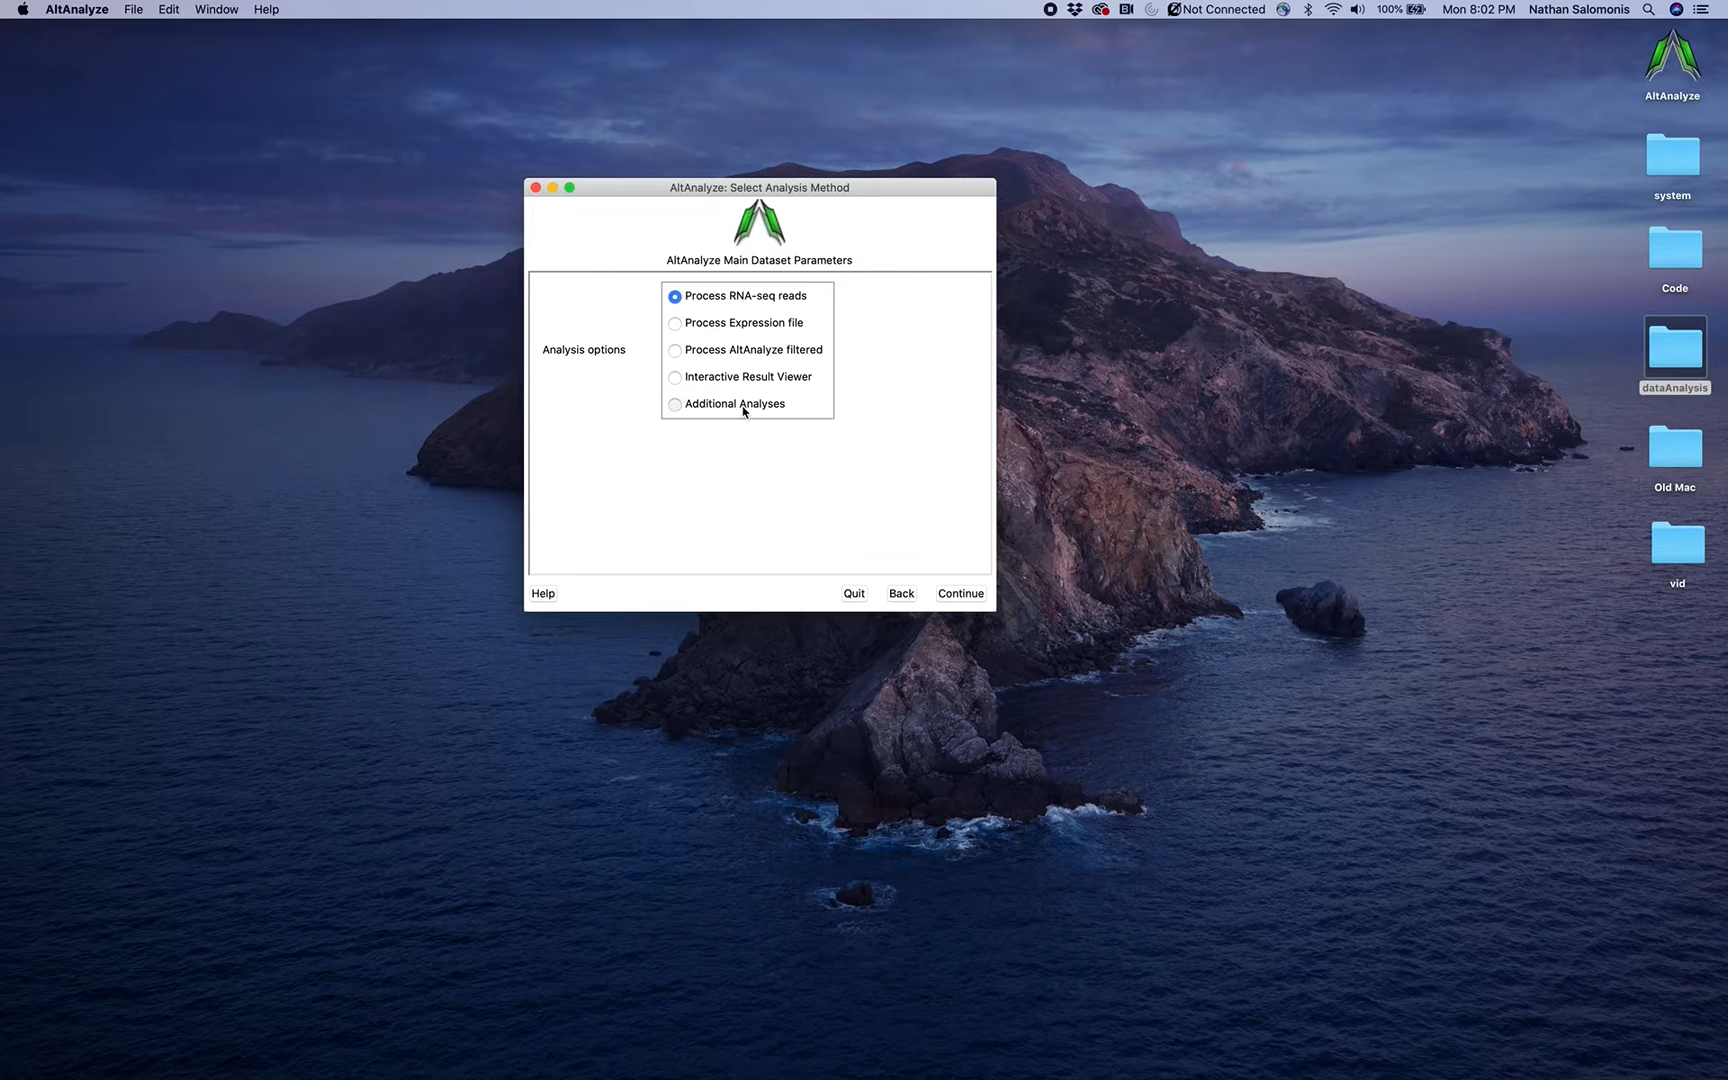 AltAnalyze File Edit Window Help Not Connected 100% Mon 8:02 PM Nathan Salomonis
AltAnalyze
system
Code
dataAnalysis
Old Mac
vid
AltAnalyze: Select Analysis Method
AltAnalyze Main Dataset Parameters
Analysis options
Process RNA-seq reads
Process Expression file
Process AltAnalyze filtered
Interactive Result Viewer
Additional Analyses
Help Quit Back Continue